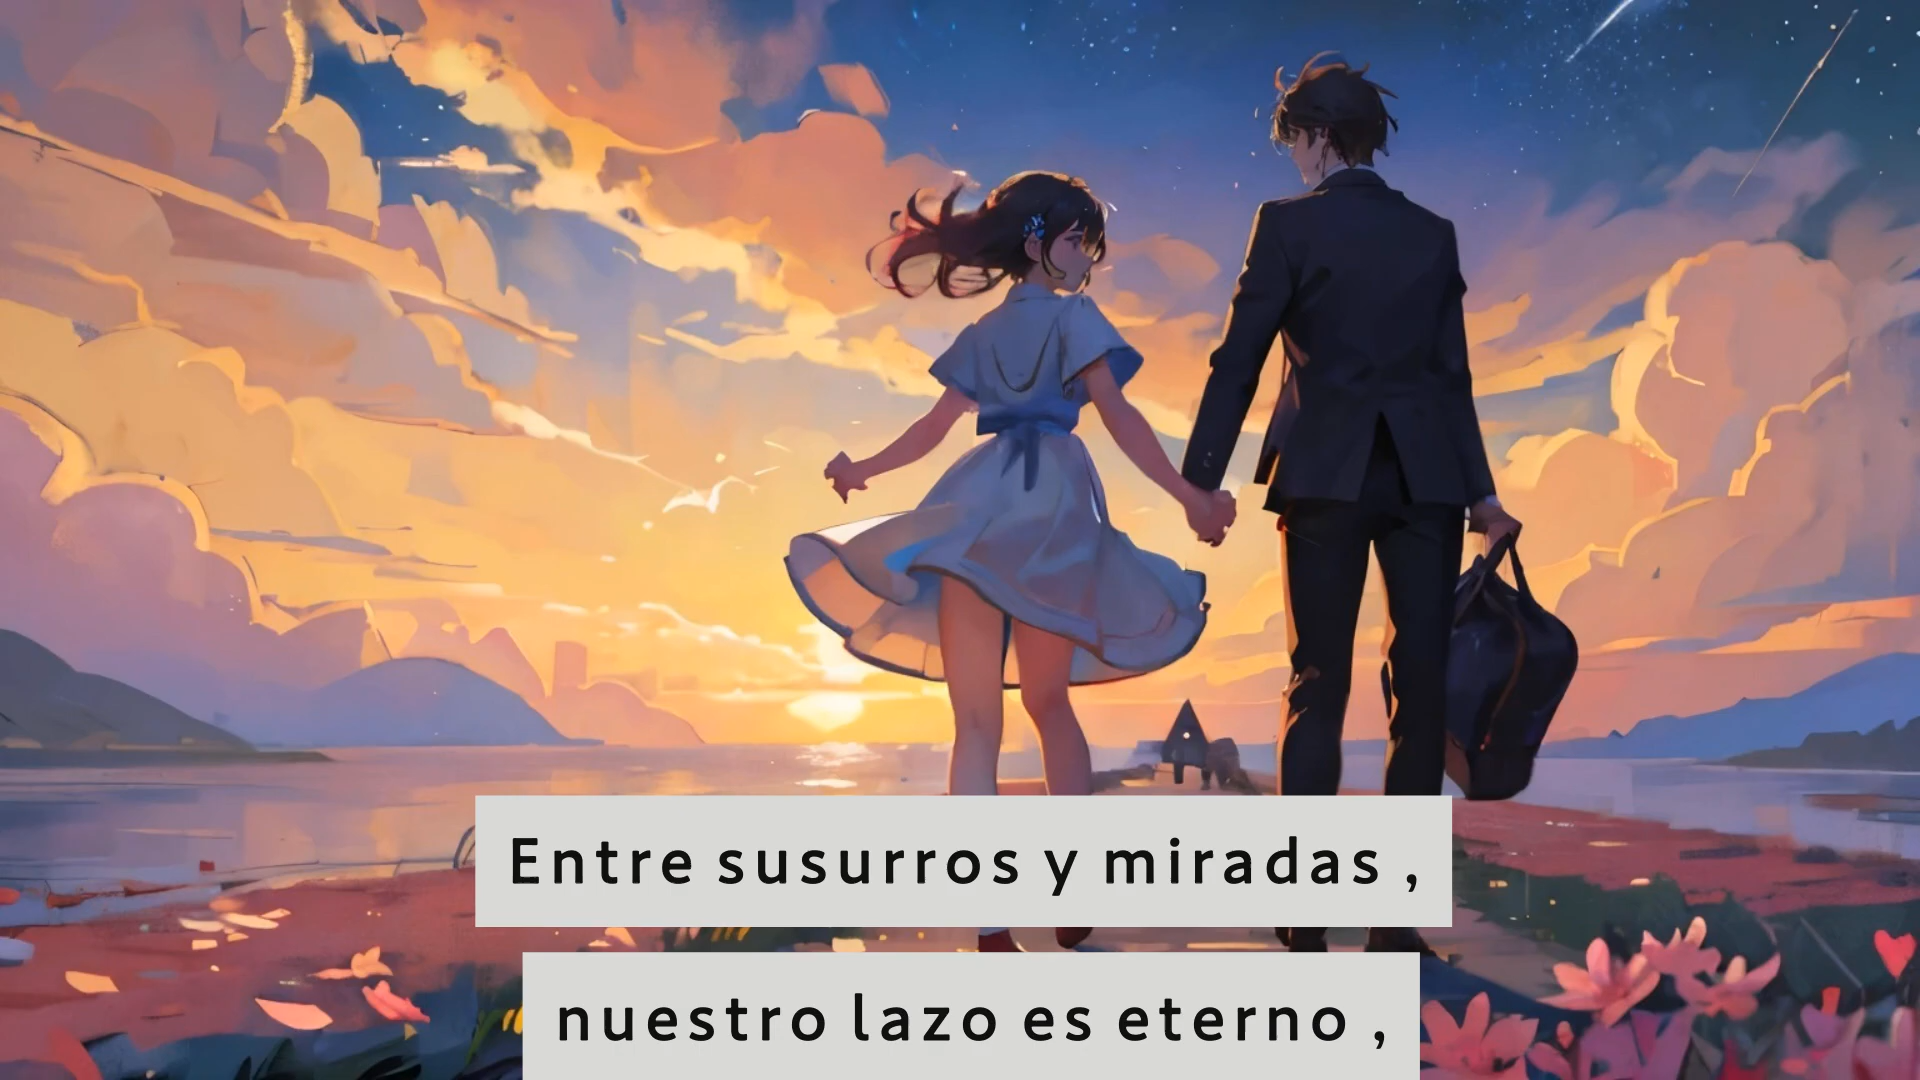 Entre susurros y miradas ,
nuestro lazo es eterno ,